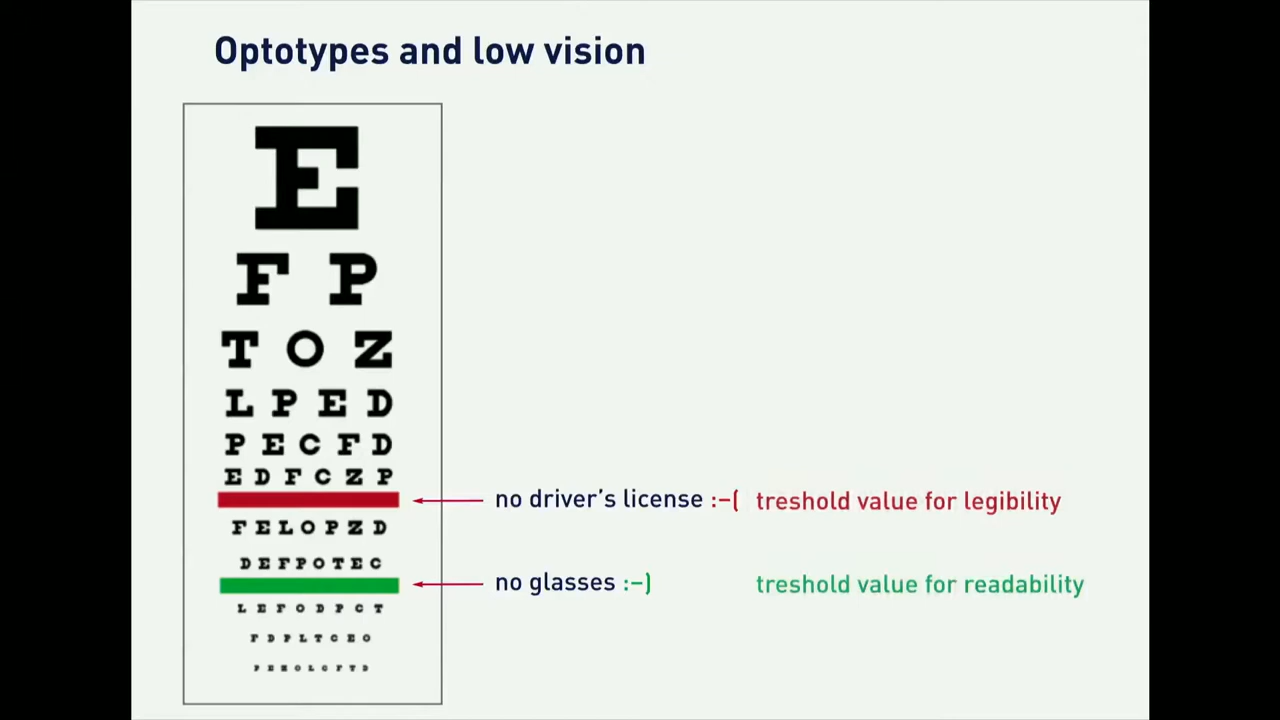 Optotypes and low vision
E
F P
T O Z
L P E D
P E C F D
E D F C Z P
no driver's license :-( treshold value for legibility
F E L O P Z D
D E F P O T E C
no glasses :-) treshold value for readability
L E F O D P C T
F D P L T C E O
P E Z O L C F T D